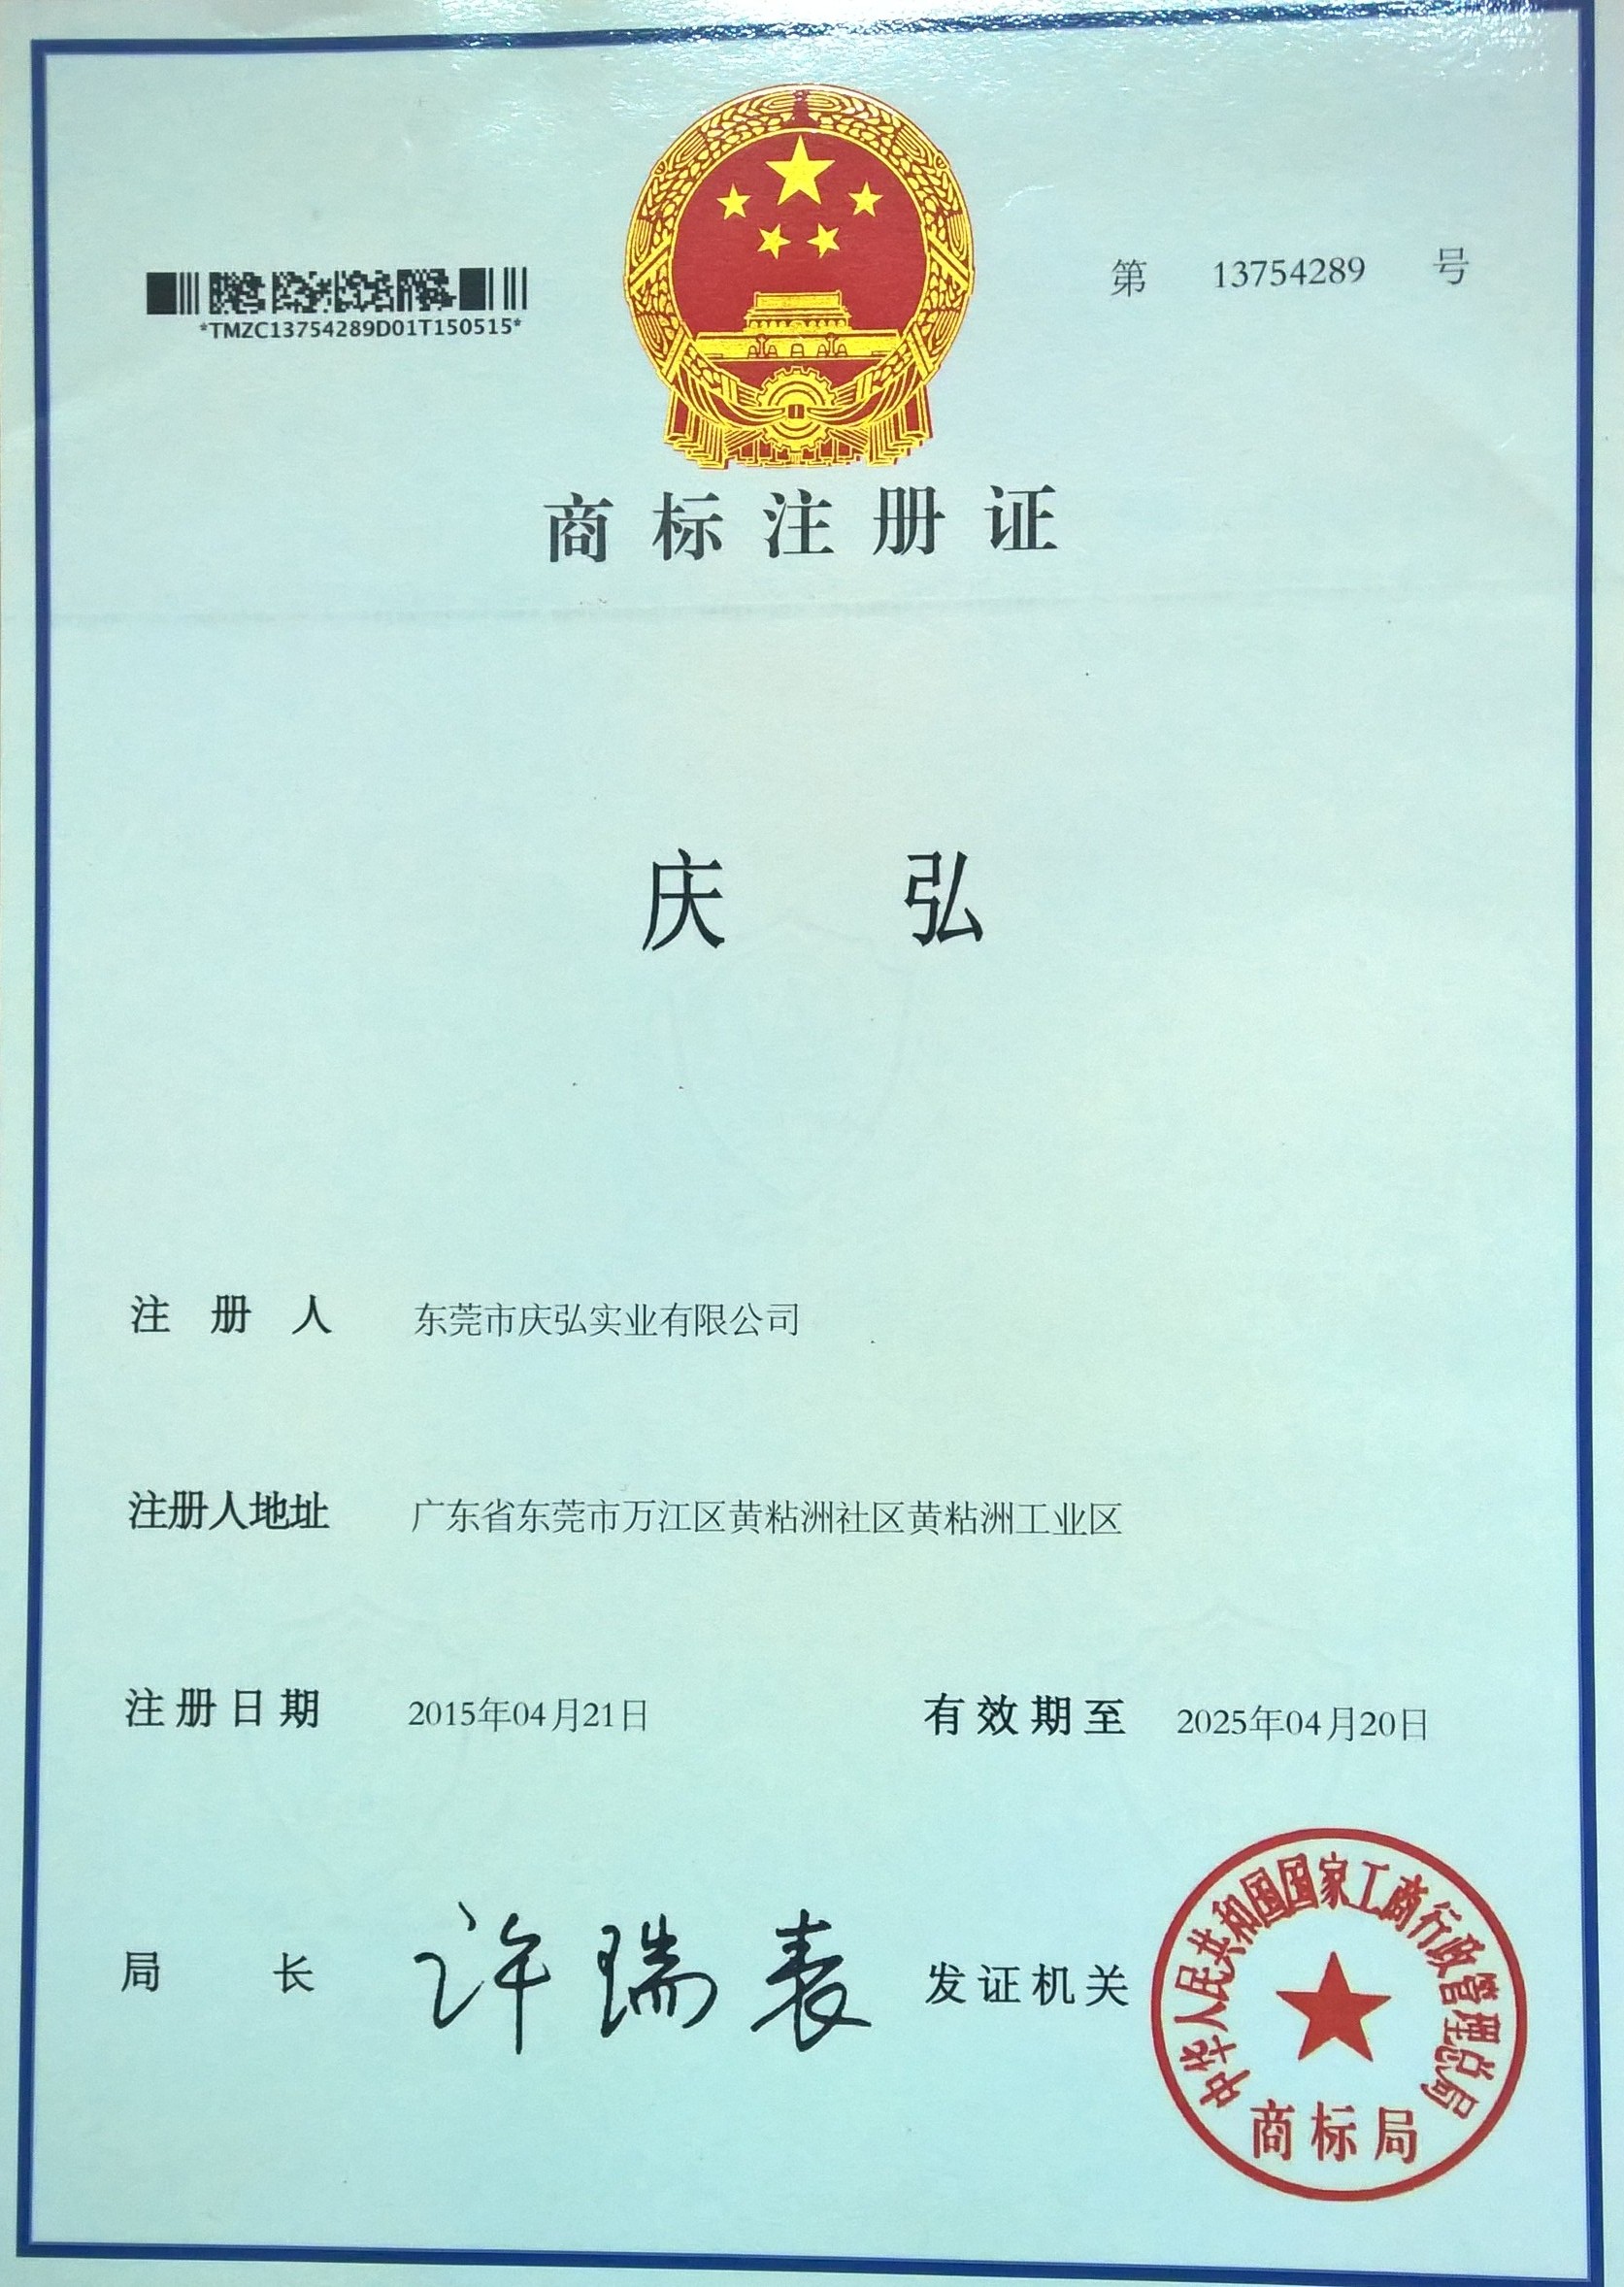 *TMZC13754289D01T150515*
第 13754289 号
商标注册证
庆 弘
注册人 东莞市庆弘实业有限公司
注册人地址 广东省东莞市万江区黄粘洲社区黄粘洲工业区
注册日期 2015年04月21日 有效期至 2025年04月20日
局长 许瑞表 发证机关
中华人民共和国国家工商行政管理总局
商标局